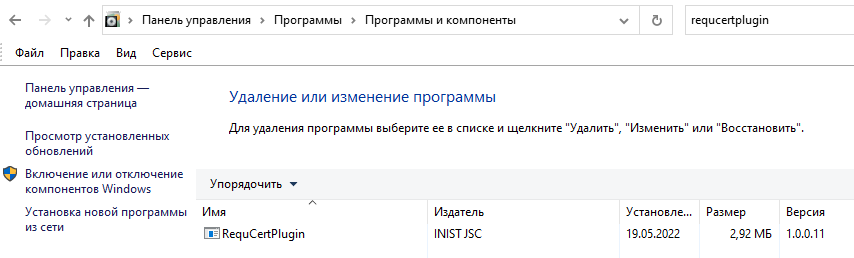 Панель управления > Программы > Программы и компоненты
requcertplugin
Файл Правка Вид Сервис
Панель управления —
домашняя страница
Просмотр установленных
обновлений
Включение или отключение
компонентов Windows
Установка новой программы
из сети
Удаление или изменение программы
Для удаления программы выберите ее в списке и щелкните "Удалить", "Изменить" или "Восстановить".
Упорядочить
Имя Издатель Установле... Размер Версия
RequCertPlugin INIST JSC 19.05.2022 2,92 МБ 1.0.0.11